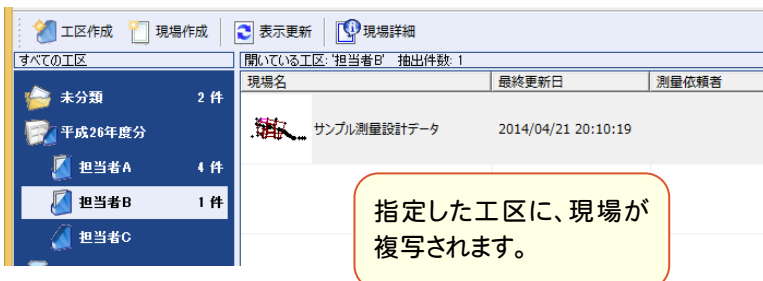 工区作成 現場作成 表示更新 現場詳細
すべての工区 開いている工区: '担当者B' 抽出件数: 1
現場名 最終更新日 測量依頼者
未分類 2 件
平成26年度分 サンプル測量設計データ 2014/04/21 20:10:19
担当者A 4 件
担当者B 1 件
担当者C
指定した工区に、現場が
複写されます。